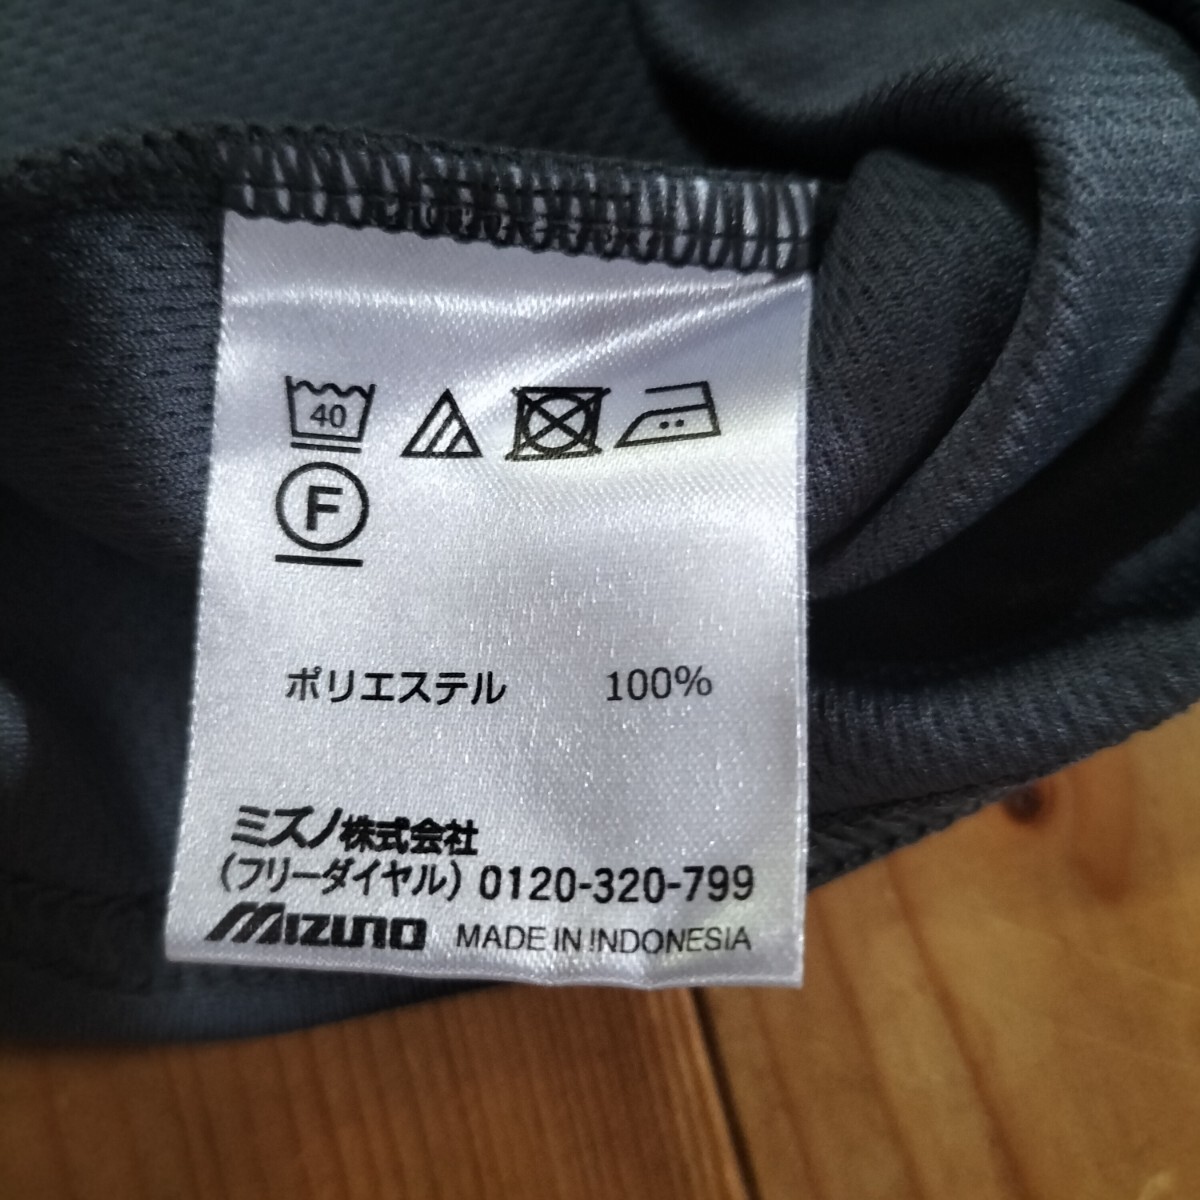 40
F
ポリエステル 100%
ミズノ株式会社
(フリーダイヤル) 0120-320-799
MIZUNO MADE IN INDONESIA